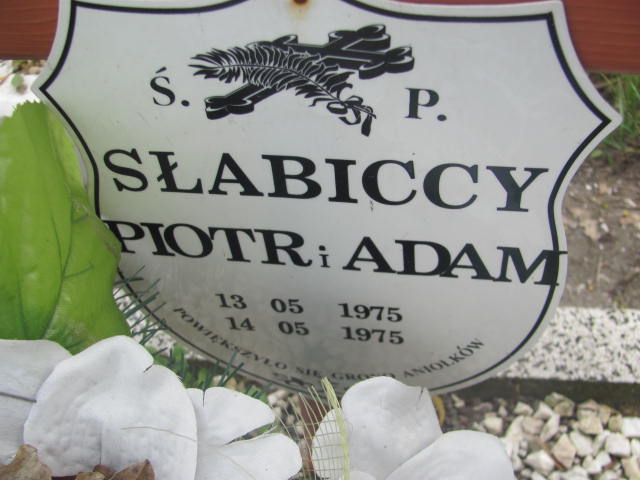 Ś. P.
SŁABICCY
PIOTR i ADAM
13 05 1975
14 05 1975
POWIĘKSZYŁO SIĘ GRONO ANIOŁKÓW